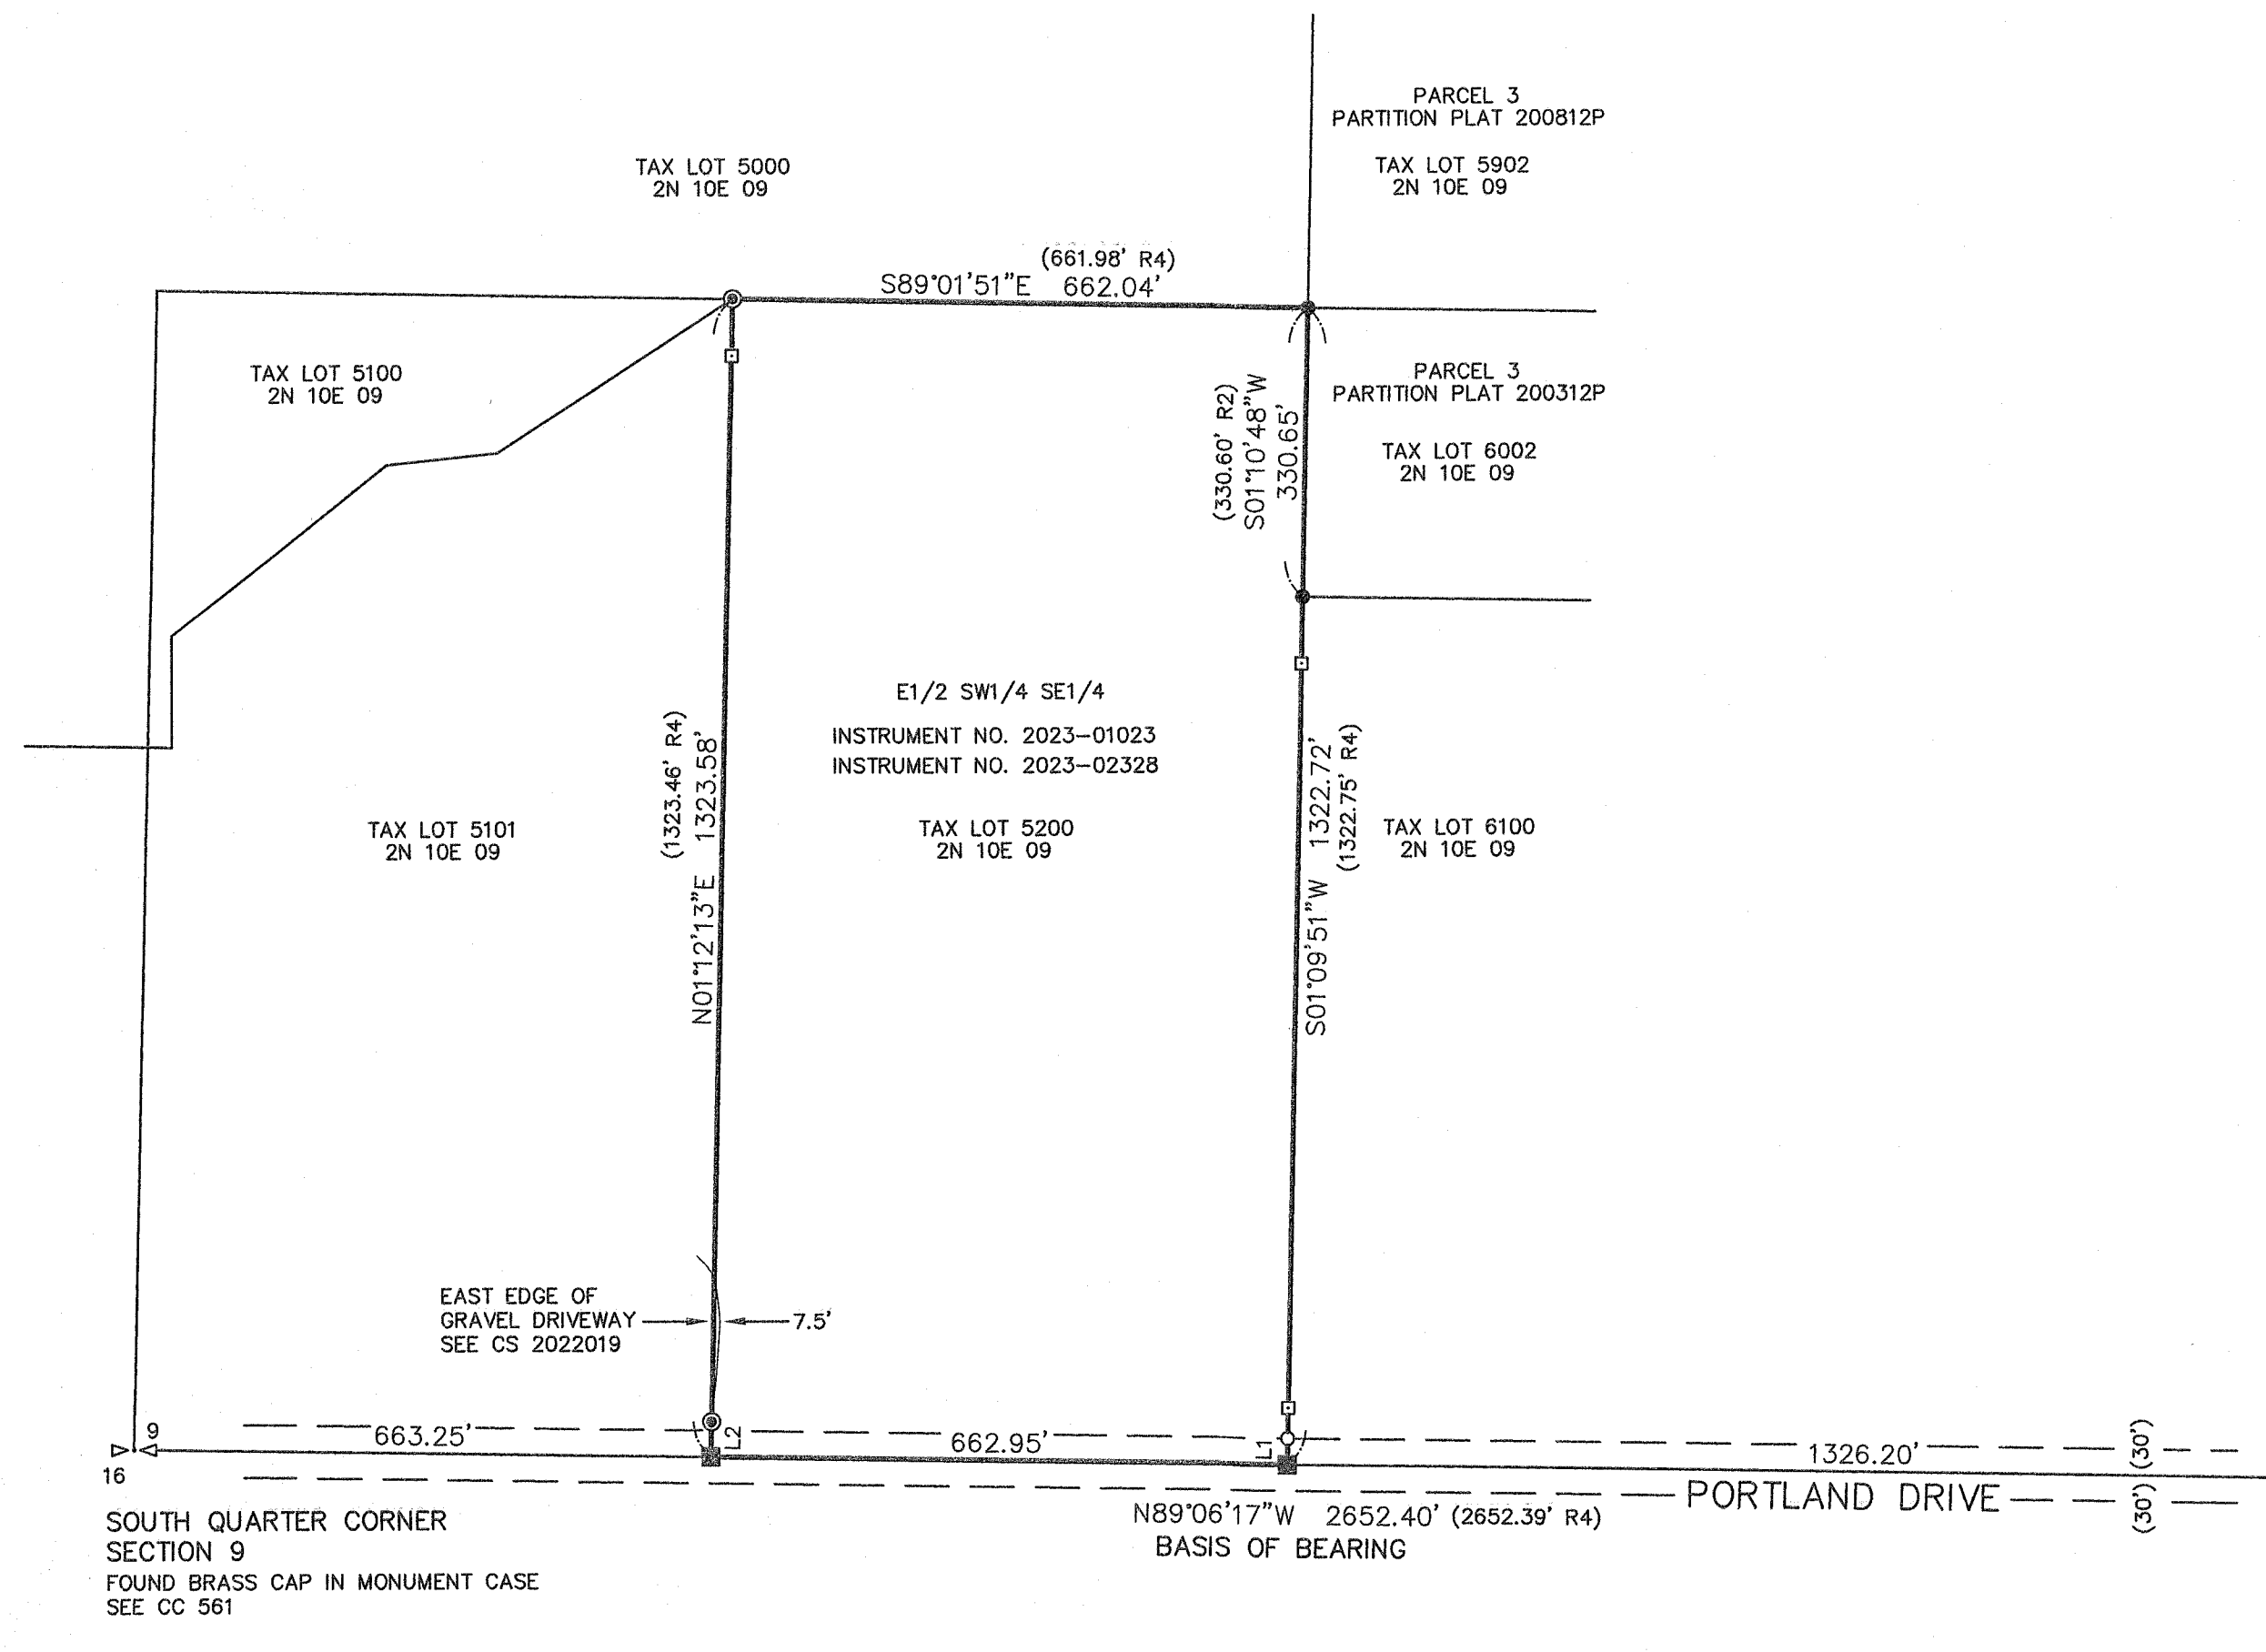 PARCEL 3
PARTITION PLAT 200812P
TAX LOT 5902
2N 10E 09
TAX LOT 5000
2N 10E 09
(661.98' R4)
S89°01'51"E 662.04'
TAX LOT 5100
2N 10E 09
PARCEL 3
PARTITION PLAT 200312P
TAX LOT 6002
2N 10E 09
(330.60' R2)
S01°10'48"W
330.65'
E1/2 SW1/4 SE1/4
INSTRUMENT NO. 2023-01023
INSTRUMENT NO. 2023-02328
TAX LOT 5200
2N 10E 09
(1323.46' R4)
N01°12'13"E 1323.58'
S01°09'51"W 1322.72'
(1322.75' R4)
TAX LOT 5101
2N 10E 09
TAX LOT 6100
2N 10E 09
EAST EDGE OF
GRAVEL DRIVEWAY
SEE CS 2022019
7.5'
9
16
663.25'
L2
662.95'
L1
1326.20'
(30')
(30')
PORTLAND DRIVE
N89°06'17"W 2652.40' (2652.39' R4)
BASIS OF BEARING
SOUTH QUARTER CORNER
SECTION 9
FOUND BRASS CAP IN MONUMENT CASE
SEE CC 561